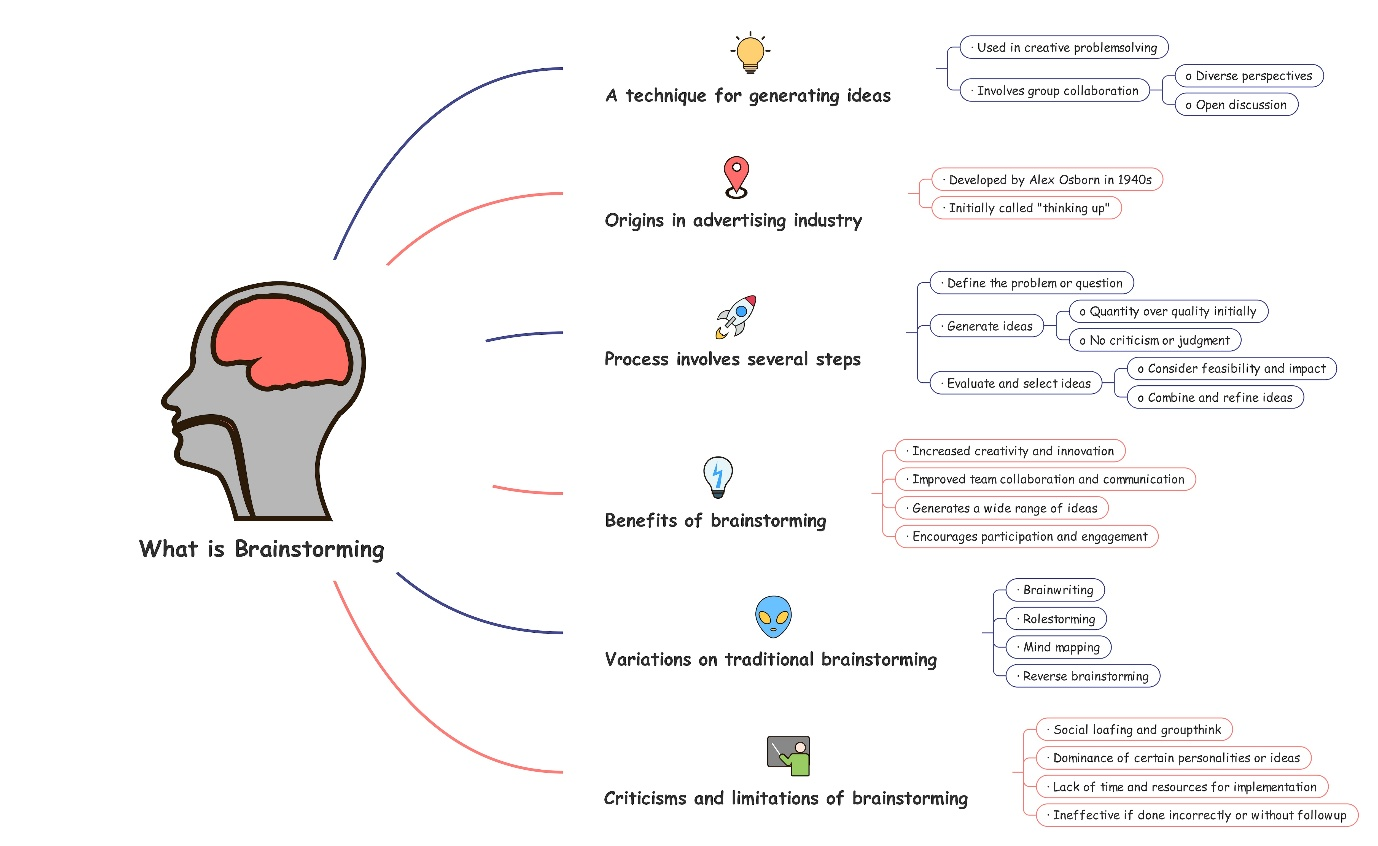 What is Brainstorming
A technique for generating ideas
· Used in creative problemsolving
· Involves group collaboration
o Diverse perspectives
o Open discussion
Origins in advertising industry
· Developed by Alex Osborn in 1940s
· Initially called "thinking up"
Process involves several steps
· Define the problem or question
· Generate ideas
o Quantity over quality initially
o No criticism or judgment
· Evaluate and select ideas
o Consider feasibility and impact
o Combine and refine ideas
Benefits of brainstorming
· Increased creativity and innovation
· Improved team collaboration and communication
· Generates a wide range of ideas
· Encourages participation and engagement
Variations on traditional brainstorming
· Brainwriting
· Rolestorming
· Mind mapping
· Reverse brainstorming
Criticisms and limitations of brainstorming
· Social loafing and groupthink
· Dominance of certain personalities or ideas
· Lack of time and resources for implementation
· Ineffective if done incorrectly or without followup